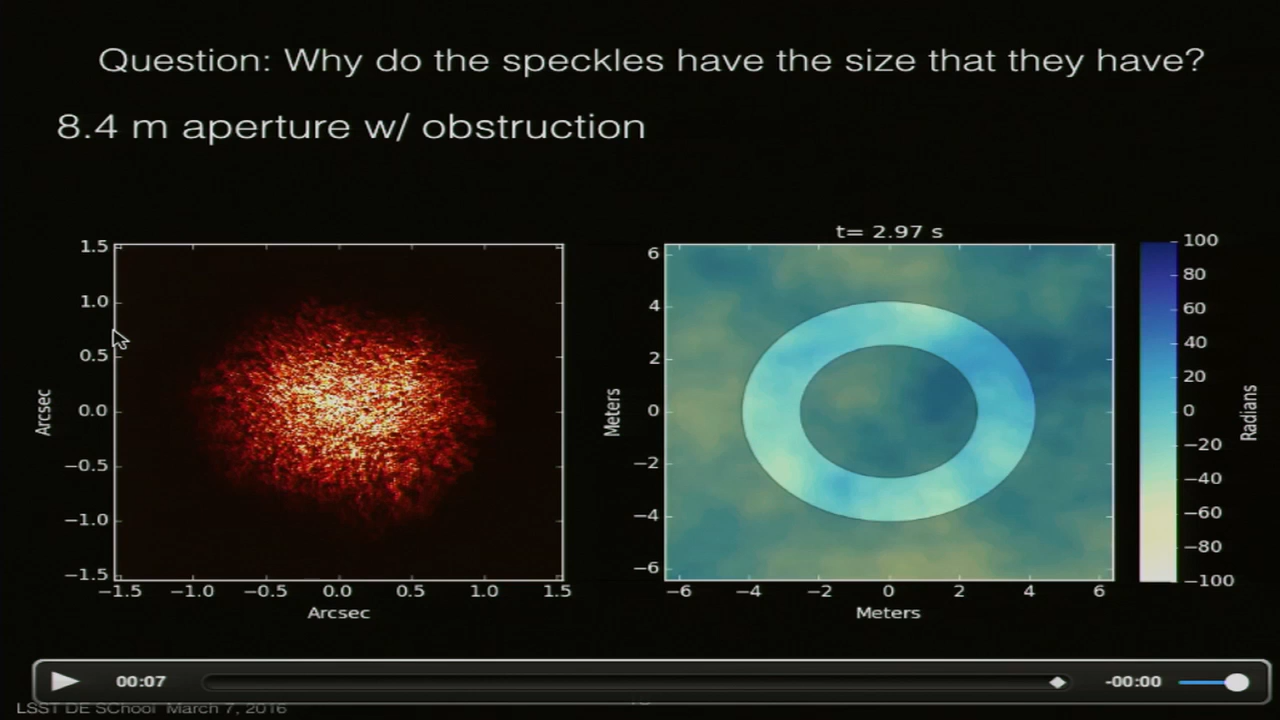 Question: Why do the speckles have the size that they have?
8.4 m aperture w/ obstruction
t= 2.97 s
1.5
1.0
0.5
0.0
−0.5
−1.0
−1.5
Arcsec
−1.5 −1.0 −0.5 0.0 0.5 1.0 1.5
Arcsec
6
4
2
0
−2
−4
−6
Meters
−6 −4 −2 0 2 4 6
Meters
100
80
60
40
20
0
−20
−40
−60
−80
−100
Radians
00:07
-00:00
LSST DE SChool March 7, 2016